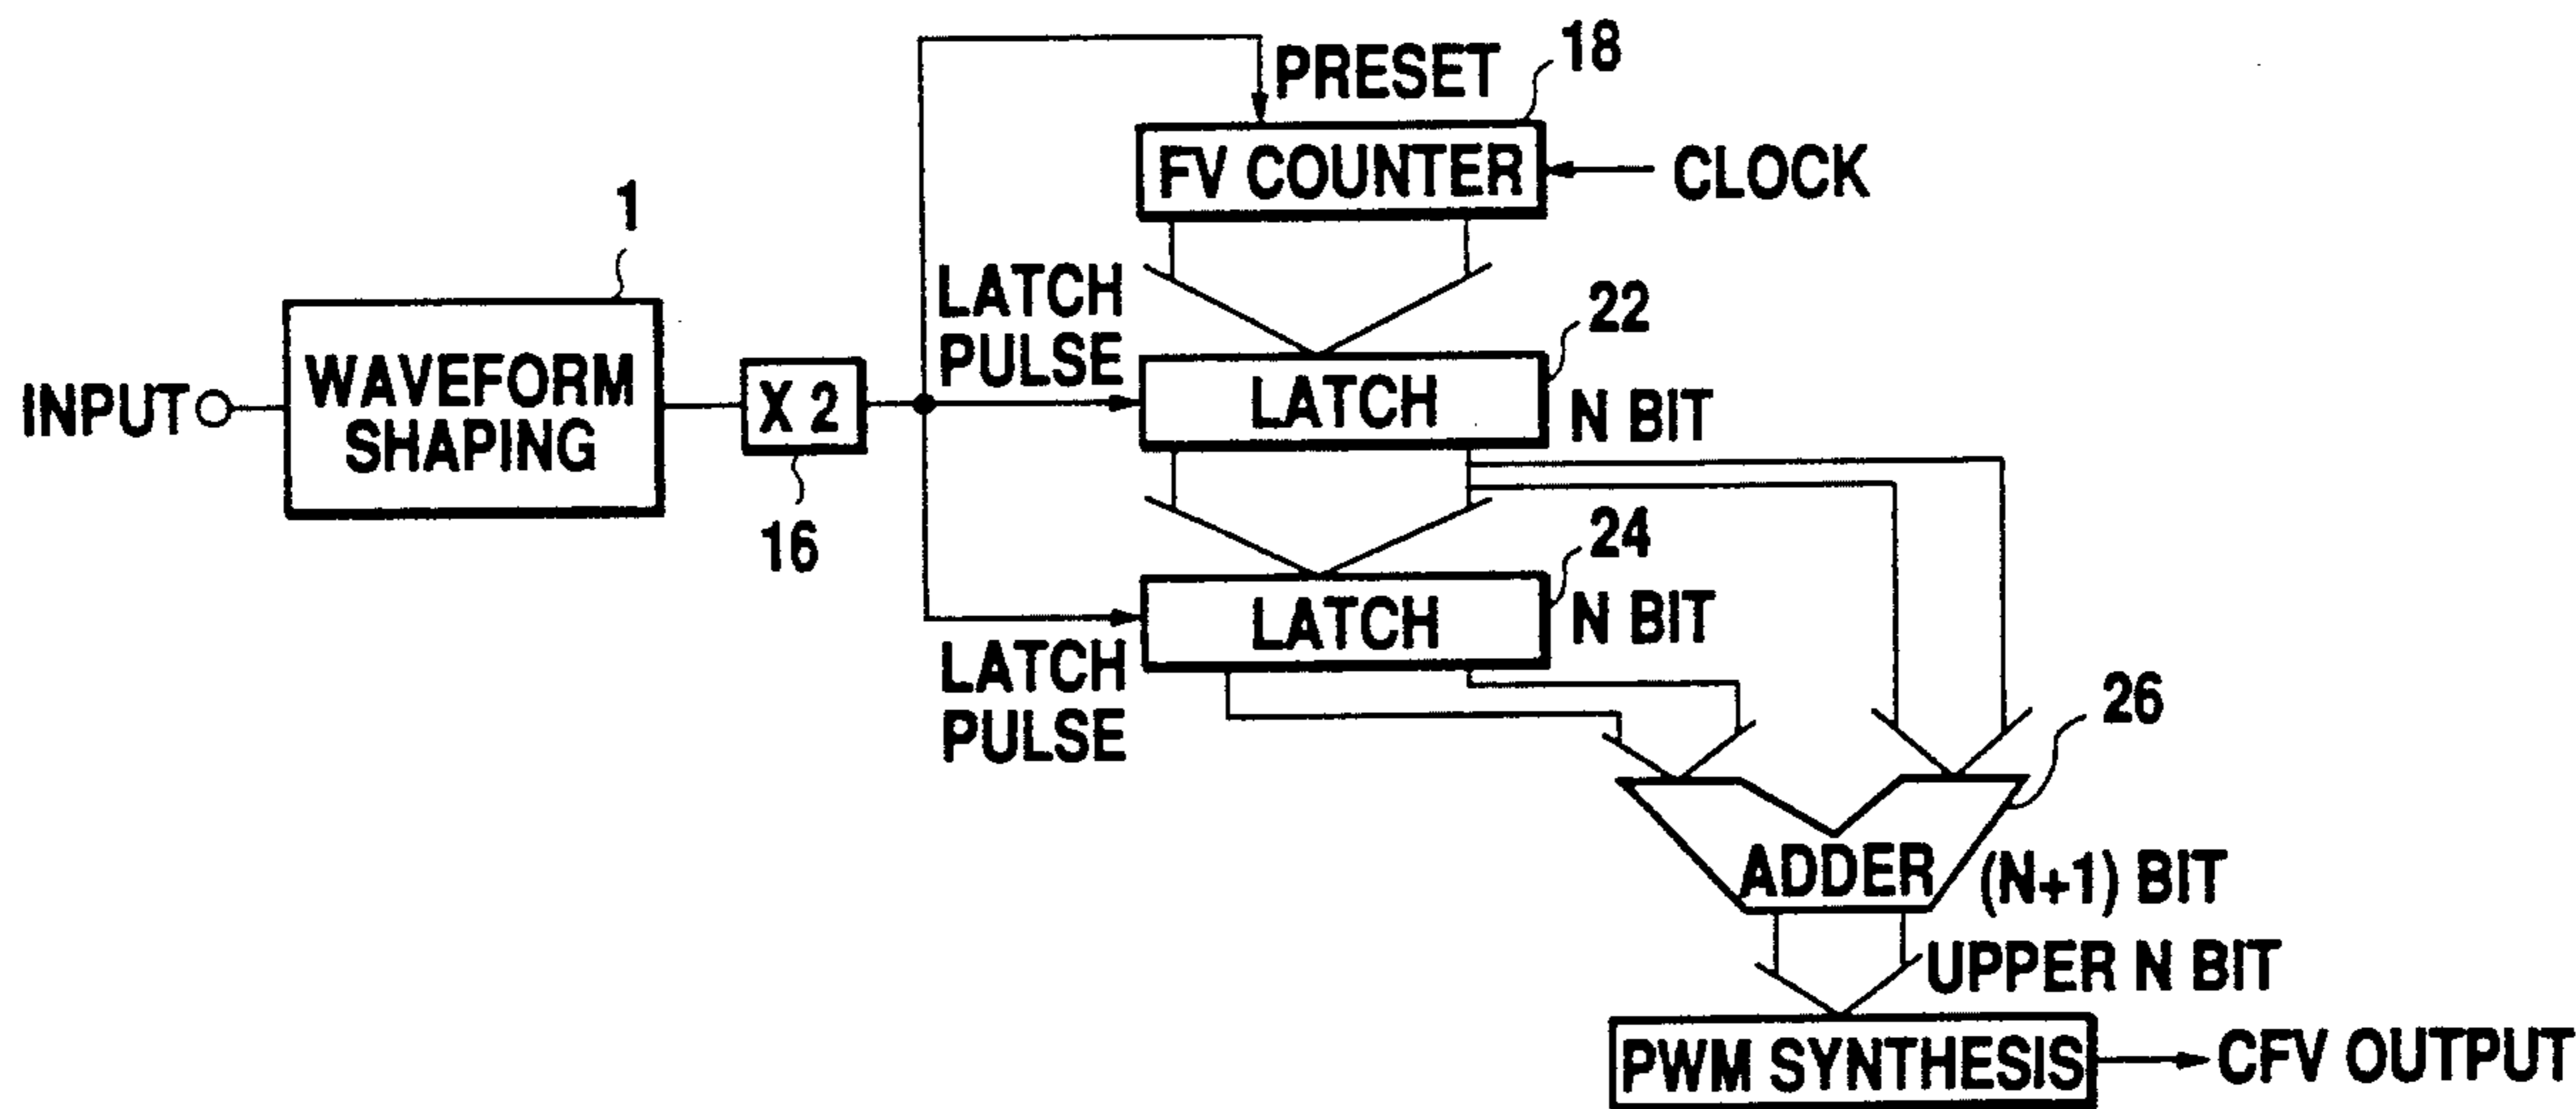 18
PRESET
FV COUNTER
CLOCK
1
LATCH
PULSE
22
INPUT
WAVEFORM
SHAPING
X 2
LATCH
N BIT
16
24
LATCH
N BIT
LATCH
PULSE
26
ADDER
(N+1) BIT
UPPER N BIT
PWM SYNTHESIS
CFV OUTPUT